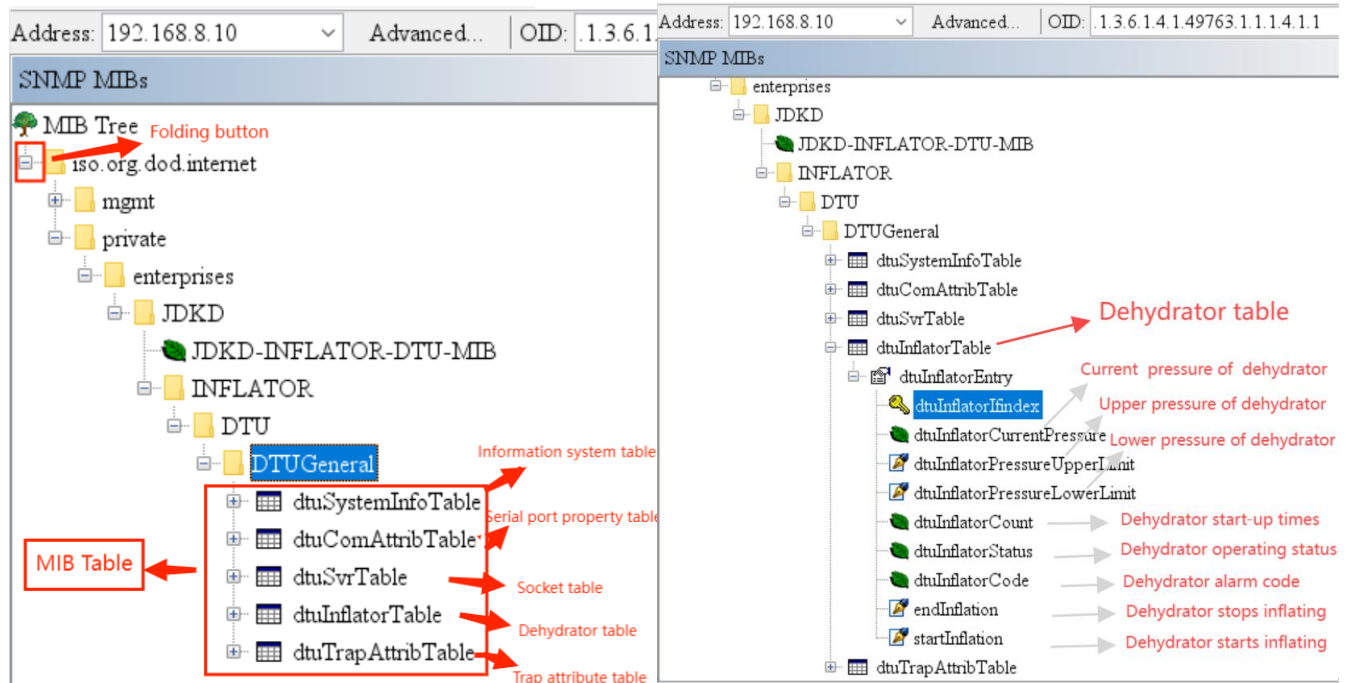 Address: 192.168.8.10 Advanced... OID: .1.3.6.1.
SNMP MIBs
MIB Tree
Folding button
iso.org.dod.internet
mgmt
private
enterprises
JDKD
JDKD-INFLATOR-DTU-MIB
INFLATOR
DTU
DTUGeneral
Information system table
dtuSystemInfoTable
Serial port property table
dtuComAttribTable
MIB Table
dtuSvrTable
Socket table
dtuInflatorTable
Dehydrator table
dtuTrapAttribTable
Trap attribute table
Address: 192.168.8.10 Advanced... OID: .1.3.6.1.4.1.49763.1.1.1.4.1.1
SNMP MIBs
enterprises
JDKD
JDKD-INFLATOR-DTU-MIB
INFLATOR
DTU
DTUGeneral
dtuSystemInfoTable
dtuComAttribTable
dtuSvrTable
Dehydrator table
dtuInflatorTable
dtuInflatorEntry
Current pressure of dehydrator
dtuInflatorIfindex
Upper pressure of dehydrator
dtuInflatorCurrentPressure
Lower pressure of dehydrator
dtuInflatorPressureUpperLimit
dtuInflatorPressureLowerLimit
dtuInflatorCount
Dehydrator start-up times
dtuInflatorStatus
Dehydrator operating status
dtuInflatorCode
Dehydrator alarm code
endInflation
Dehydrator stops inflating
startInflation
Dehydrator starts inflating
dtuTrapAttribTable